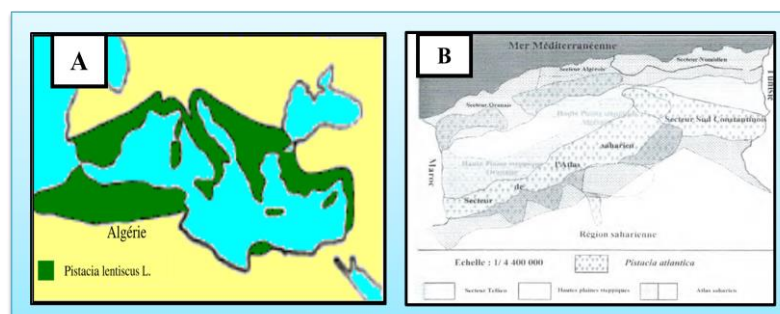 A
Algérie
Pistacia lentiscus L.
B
Mer Méditerranéenne
Secteur Algérois
Secteur Numidien
Tunisie
Secteur Oranais
Secteur Sud Constantinois
Maroc
saharien
l'Atlas
de
Secteur
Région saharienne
Echelle : 1/ 4 400 000
Pistacia atlantica
Secteur Tellien
Hautes plaines steppiques
Atlas saharien